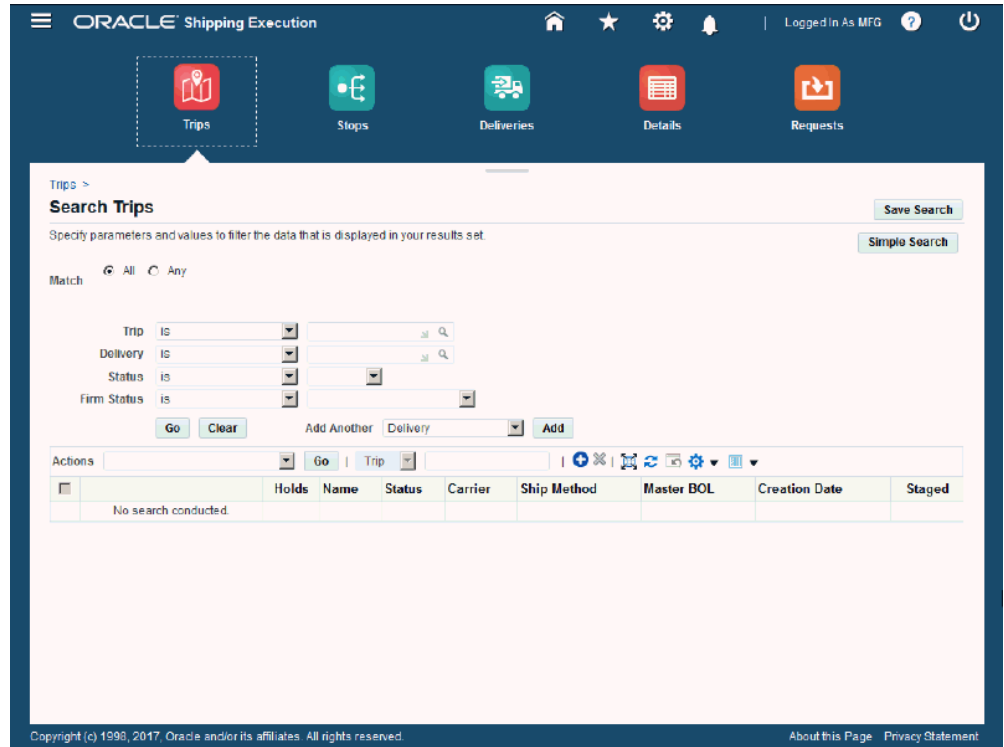 ORACLE Shipping Execution
| Logged In As MFG ?
Trips
Stops
Deliveries
Details
Requests
Trips >
Search Trips
Save Search
Specify parameters and values to filter the data that is displayed in your results set.
Simple Search
Match All Any
Trip is
Delivery is
Status is
Firm Status is
Go Clear Add Another Delivery Add
Actions Go | Trip | |
Holds Name Status Carrier Ship Method Master BOL Creation Date Staged
No search conducted.
Copyright (c) 1998, 2017, Oracle and/or its affiliates. All rights reserved.
About this Page Privacy Statement